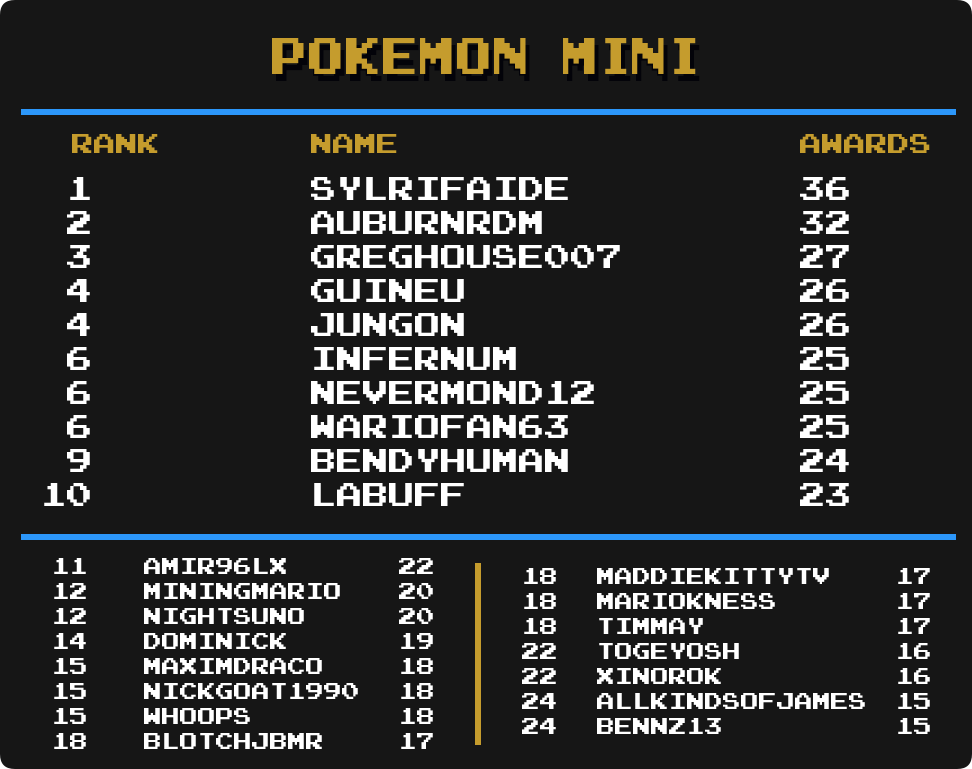 POKEMON MINI
RANK NAME AWARDS
1 SYLRIFAIDE 36
2 AUBURNRDM 32
3 GREGHOUSE007 27
4 GUINEU 26
4 JUNGON 26
6 INFERNUM 25
6 NEVERMOND12 25
6 WARIOFAN63 25
9 BENDYHUMAN 24
10 LABUFF 23
11 AMIR96LX 22
12 MININGMARIO 20
12 NIGHTSUNO 20
14 DOMINICK 19
15 MAXIMDRACO 18
15 NICKGOAT1990 18
15 WHOOPS 18
18 BLOTCHJBMR 17
18 MADDIEKITTYTV 17
18 MARIOKNESS 17
18 TIMMAY 17
22 TOGEYOSH 16
22 XINOROK 16
24 ALLKINDSOFJAMES 15
24 BENNZ13 15